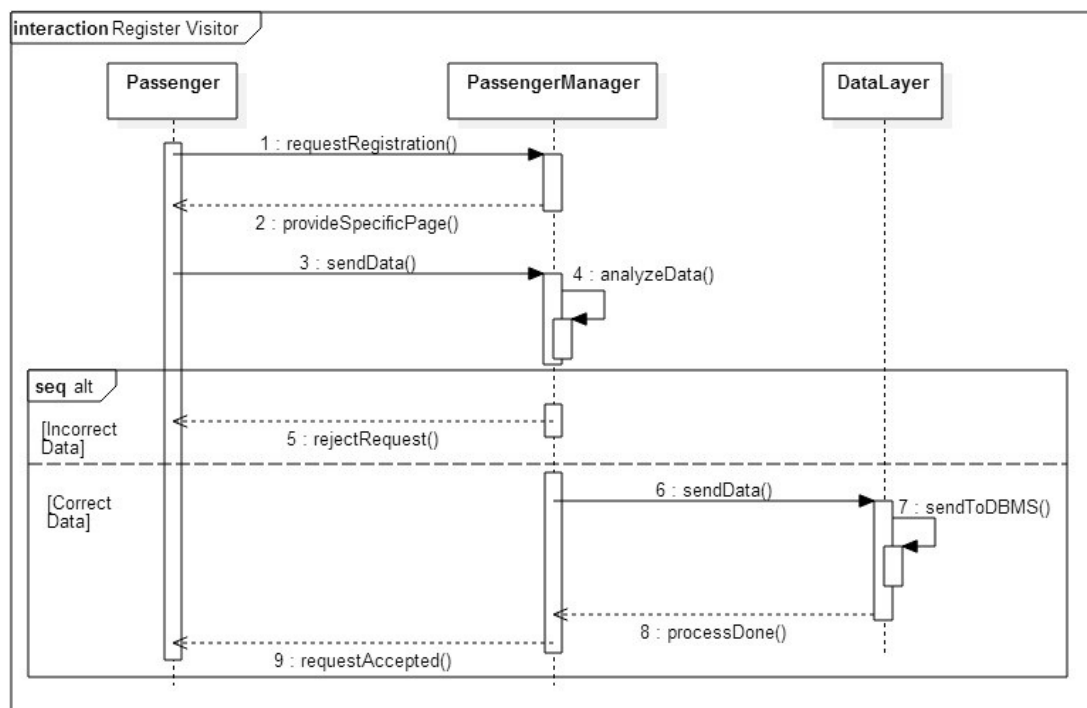 interaction Register Visitor
Passenger
PassengerManager
DataLayer
1 : requestRegistration()
2 : provideSpecificPage()
3 : sendData()
4 : analyzeData()
seq alt
[Incorrect
Data]
5 : rejectRequest()
[Correct
Data]
6 : sendData()
7 : sendToDBMS()
8 : processDone()
9 : requestAccepted()